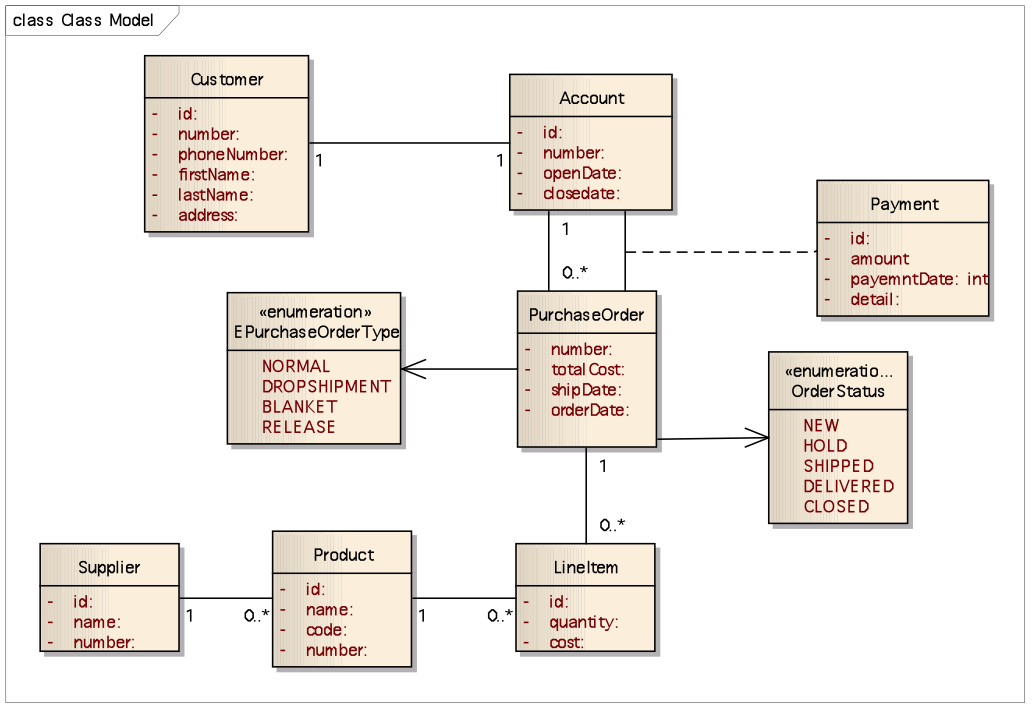 class Class Model
Customer
- id:
- number:
- phoneNumber:
- firstName:
- lastName:
- address:
1
1
Account
- id:
- number:
- openDate:
- closedate:
1
0..*
Payment
- id:
- amount
- payemntDate: int
- detail:
«enumeration»
EPurchaseOrderType
NORMAL
DROPSHIPMENT
BLANKET
RELEASE
PurchaseOrder
- number:
- totalCost:
- shipDate:
- orderDate:
«enumeratio...
OrderStatus
NEW
HOLD
SHIPPED
DELIVERED
CLOSED
1
0..*
Supplier
- id:
- name:
- number:
1
0..*
Product
- id:
- name:
- code:
- number:
1
0..*
LineItem
- id:
- quantity:
- cost: